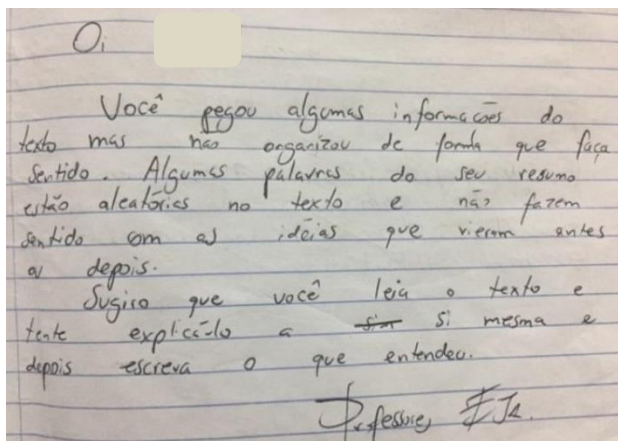 Oi
Você pegou algumas informações do
texto mas não organizou de forma que faça
sentido. Algumas palavras do seu resumo
estão aleatórias no texto e não fazem
sentido com as idéias que vieram antes
ou depois.
Sugiro que você leia o texto e
tente explicá-lo a si mesma e
depois escreva o que entendeu.
Professor